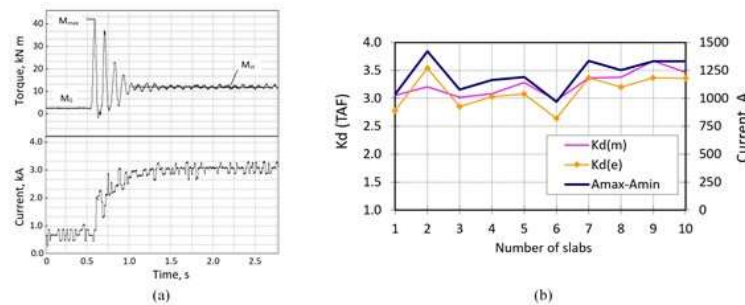 M_max
M_st
M_0
Torque, kN m
40
30
20
10
0
Current, kA
4.0
3.0
2.0
1.0
0.0
0 0.5 1.0 1.5 2.0 2.5
Time, s
(a)
Kd (TAF)
4.0
3.5
3.0
2.5
2.0
1.5
1.0
Kd(m)
Kd(e)
Amax-Amin
1500
1250
1000
750
500
250
0
Current, A
1 2 3 4 5 6 7 8 9 10
Number of slabs
(b)